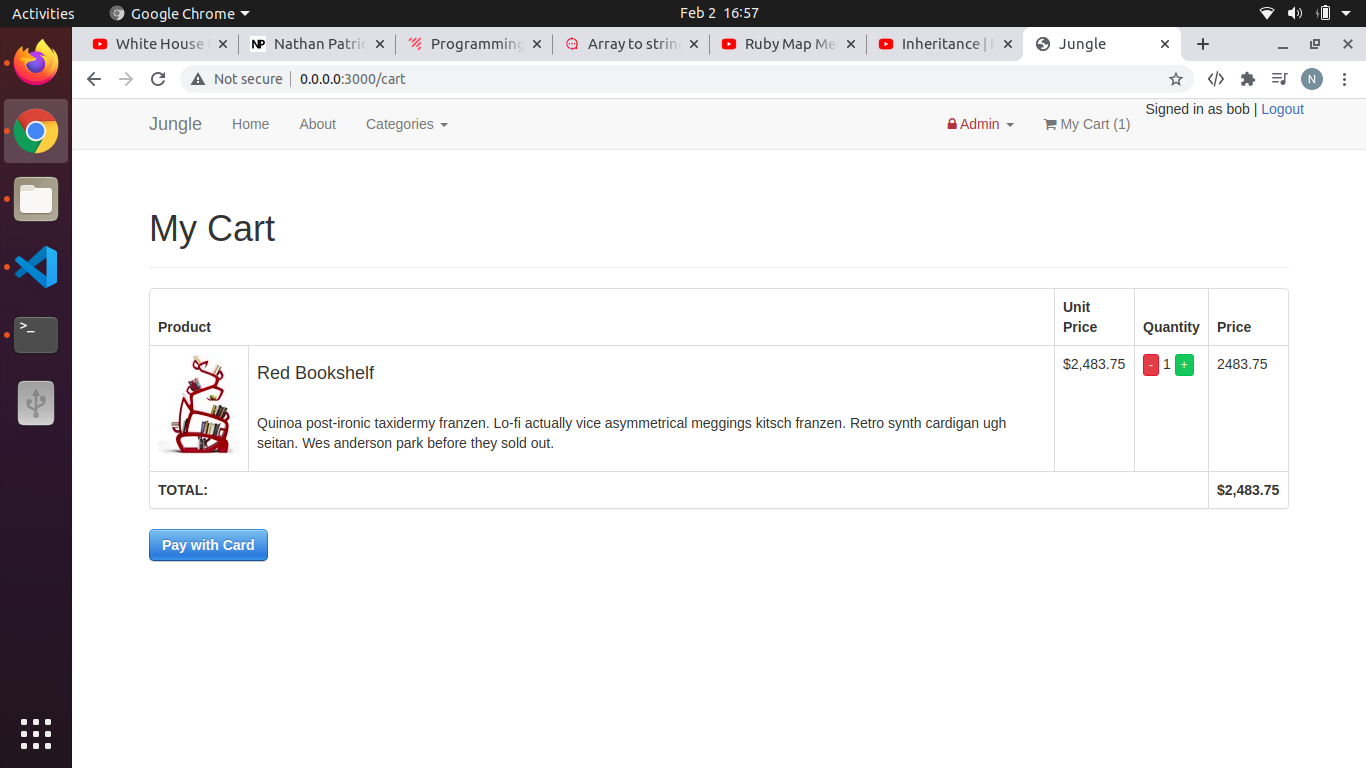 Activities Google Chrome Feb 2 16:57
White House Nathan Patric Programming Array to strin Ruby Map Me Inheritance | Jungle
Not secure 0.0.0.0:3000/cart N
Jungle Home About Categories Admin My Cart (1) Signed in as bob | Logout
My Cart
Product Unit Price Quantity Price
Red Bookshelf $2,483.75 - 1 + 2483.75
Quinoa post-ironic taxidermy franzen. Lo-fi actually vice asymmetrical meggings kitsch franzen. Retro synth cardigan ugh
seitan. Wes anderson park before they sold out.
TOTAL: $2,483.75
Pay with Card